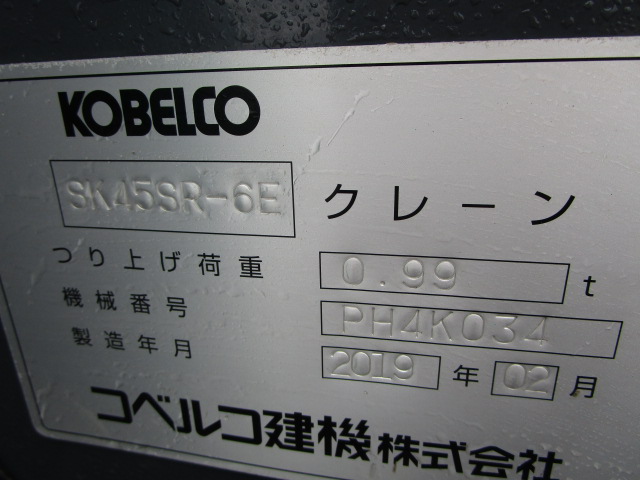 KOBELCO
SK45SR-6E クレーン
つり上げ荷重 0.99 t
機械番号 PH4K034
製造年月 2019 年 02 月
コベルコ建機株式会社